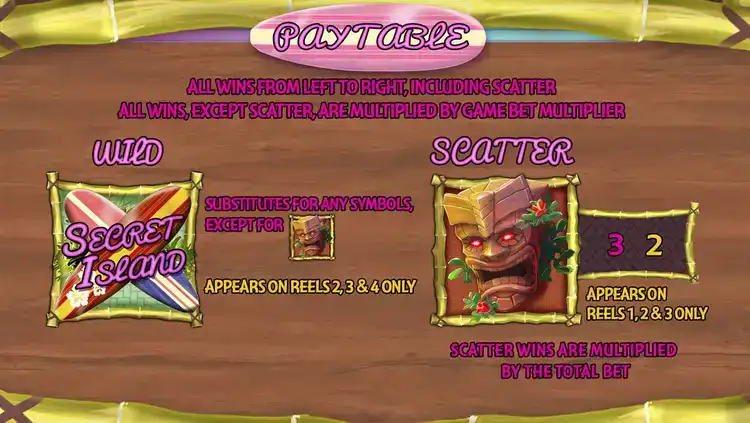 PAYTABLE
ALL WINS FROM LEFT TO RIGHT, INCLUDING SCATTER
ALL WINS, EXCEPT SCATTER, ARE MULTIPLIED BY GAME BET MULTIPLIER
WILD
SECRET
ISLAND
SUBSTITUTES FOR ANY SYMBOLS,
EXCEPT FOR
APPEARS ON REELS 2, 3 & 4 ONLY
SCATTER
3 2
APPEARS ON
REELS 1, 2 & 3 ONLY
SCATTER WINS ARE MULTIPLIED
BY THE TOTAL BET